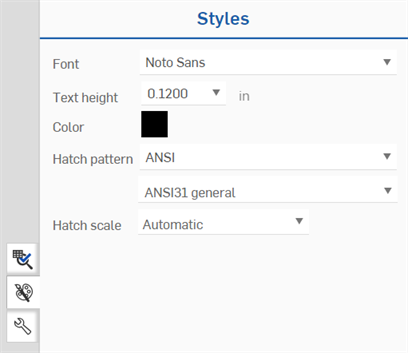 Styles
Font Noto Sans
Text height 0.1200 in
Color
Hatch pattern ANSI
ANSI31 general
Hatch scale Automatic